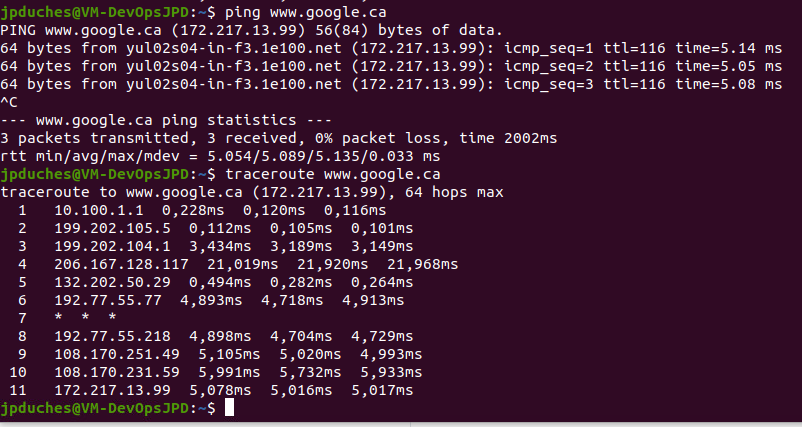 jpduches@VM-DevOpsJPD:~$ ping www.google.ca
PING www.google.ca (172.217.13.99) 56(84) bytes of data.
64 bytes from yul02s04-in-f3.1e100.net (172.217.13.99): icmp_seq=1 ttl=116 time=5.14 ms
64 bytes from yul02s04-in-f3.1e100.net (172.217.13.99): icmp_seq=2 ttl=116 time=5.05 ms
64 bytes from yul02s04-in-f3.1e100.net (172.217.13.99): icmp_seq=3 ttl=116 time=5.08 ms
^C
--- www.google.ca ping statistics ---
3 packets transmitted, 3 received, 0% packet loss, time 2002ms
rtt min/avg/max/mdev = 5.054/5.089/5.135/0.033 ms
jpduches@VM-DevOpsJPD:~$ traceroute www.google.ca
traceroute to www.google.ca (172.217.13.99), 64 hops max
1   10.100.1.1  0,228ms  0,120ms  0,116ms
2   199.202.105.5  0,112ms  0,105ms  0,101ms
3   199.202.104.1  3,434ms  3,189ms  3,149ms
4   206.167.128.117  21,019ms  21,920ms  21,968ms
5   132.202.50.29  0,494ms  0,282ms  0,264ms
6   192.77.55.77  4,893ms  4,718ms  4,913ms
7   *  *  *
8   192.77.55.218  4,898ms  4,704ms  4,729ms
9   108.170.251.49  5,105ms  5,020ms  4,993ms
10   108.170.231.59  5,991ms  5,732ms  5,933ms
11   172.217.13.99  5,078ms  5,016ms  5,017ms
jpduches@VM-DevOpsJPD:~$